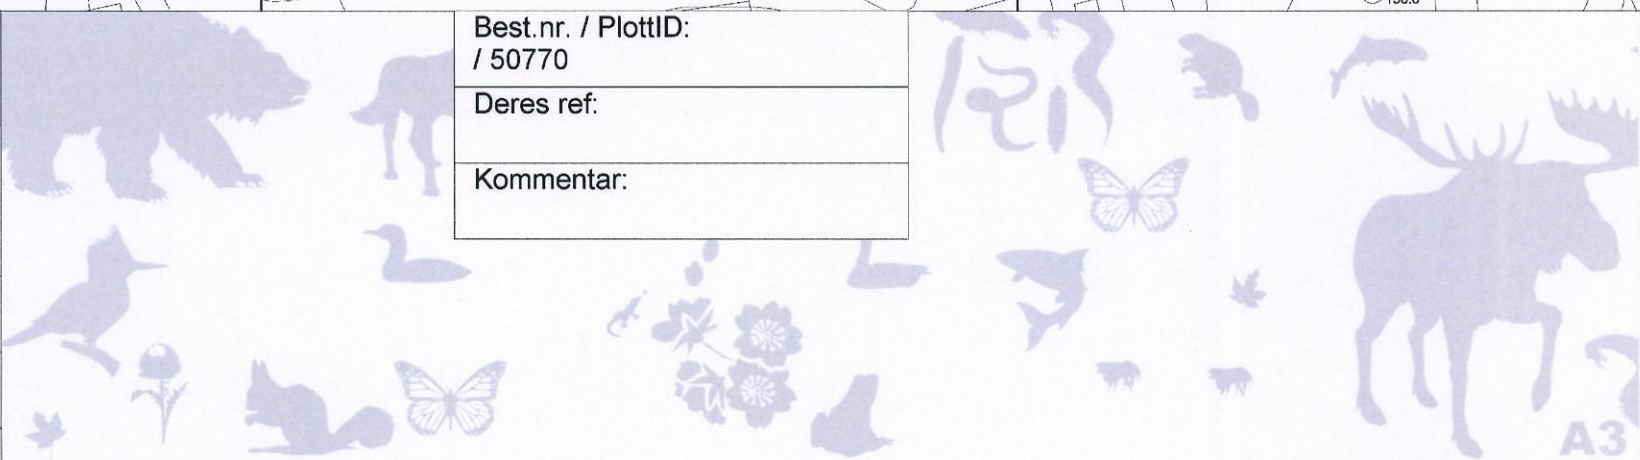 Best.nr. / PlottID:
/ 50770
Deres ref:
Kommentar:
A3